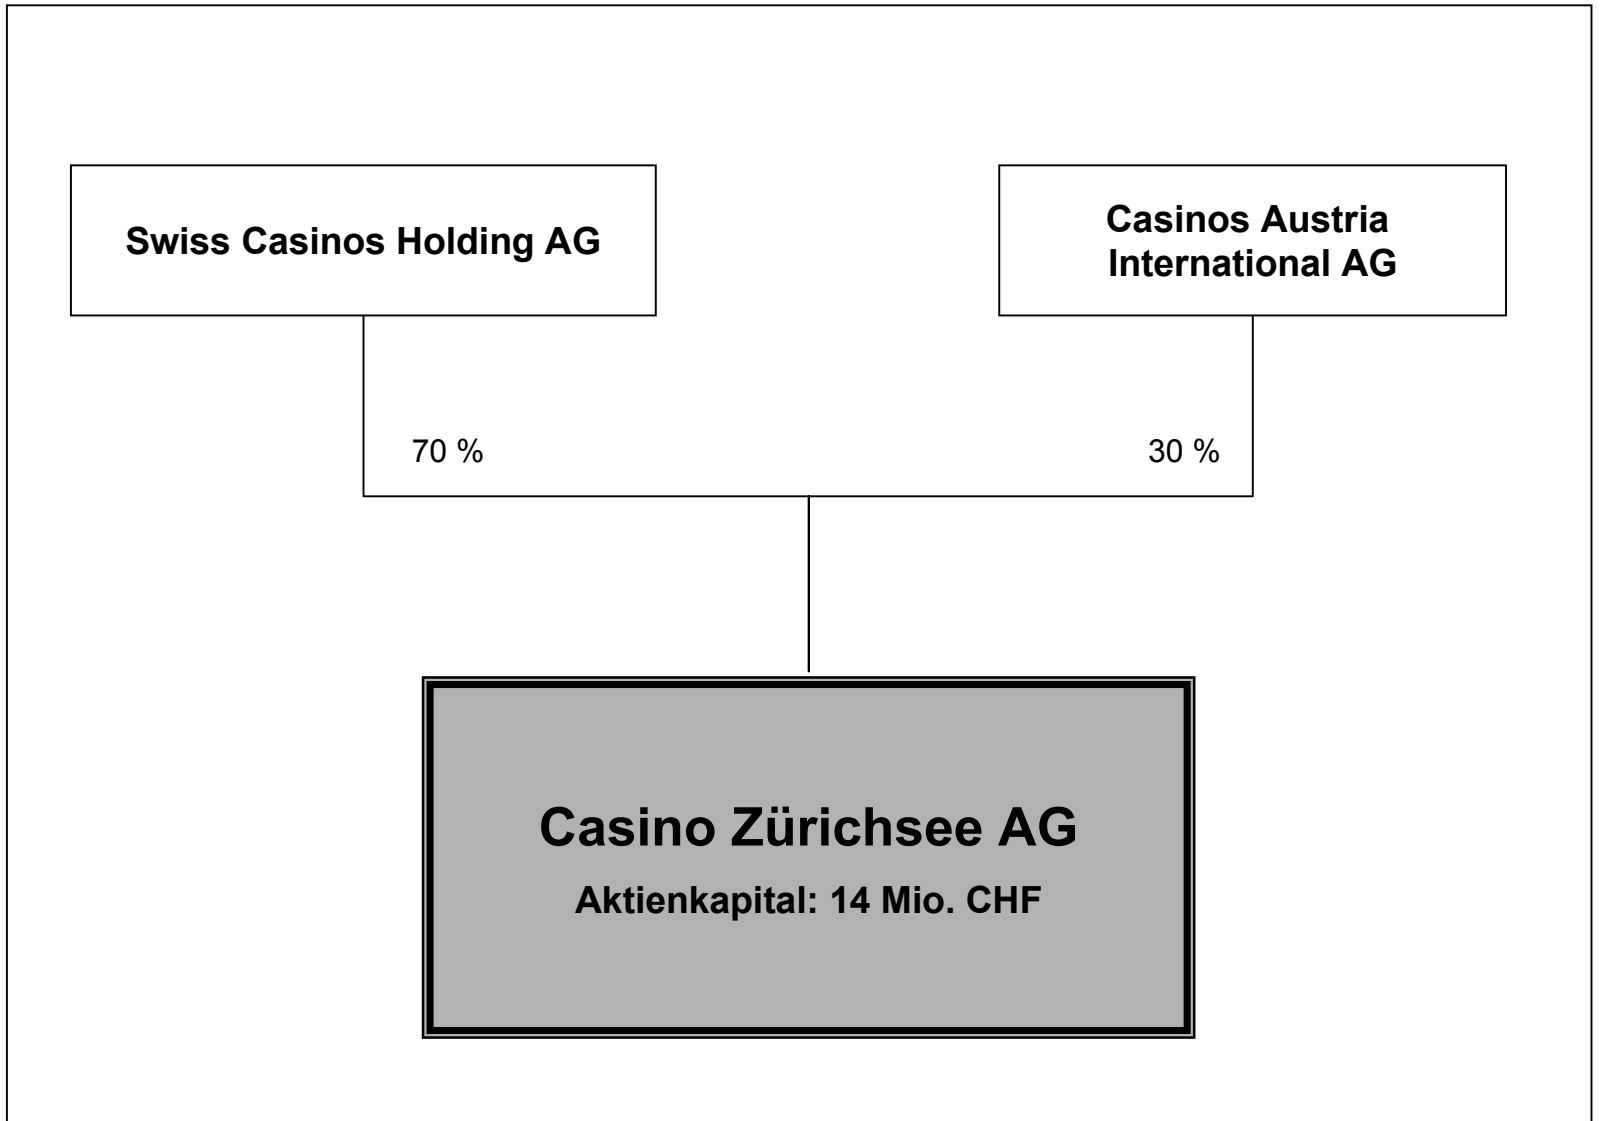 Swiss Casinos Holding AG
Casinos Austria
International AG
70 %
30 %
Casino Zürichsee AG
Aktienkapital: 14 Mio. CHF